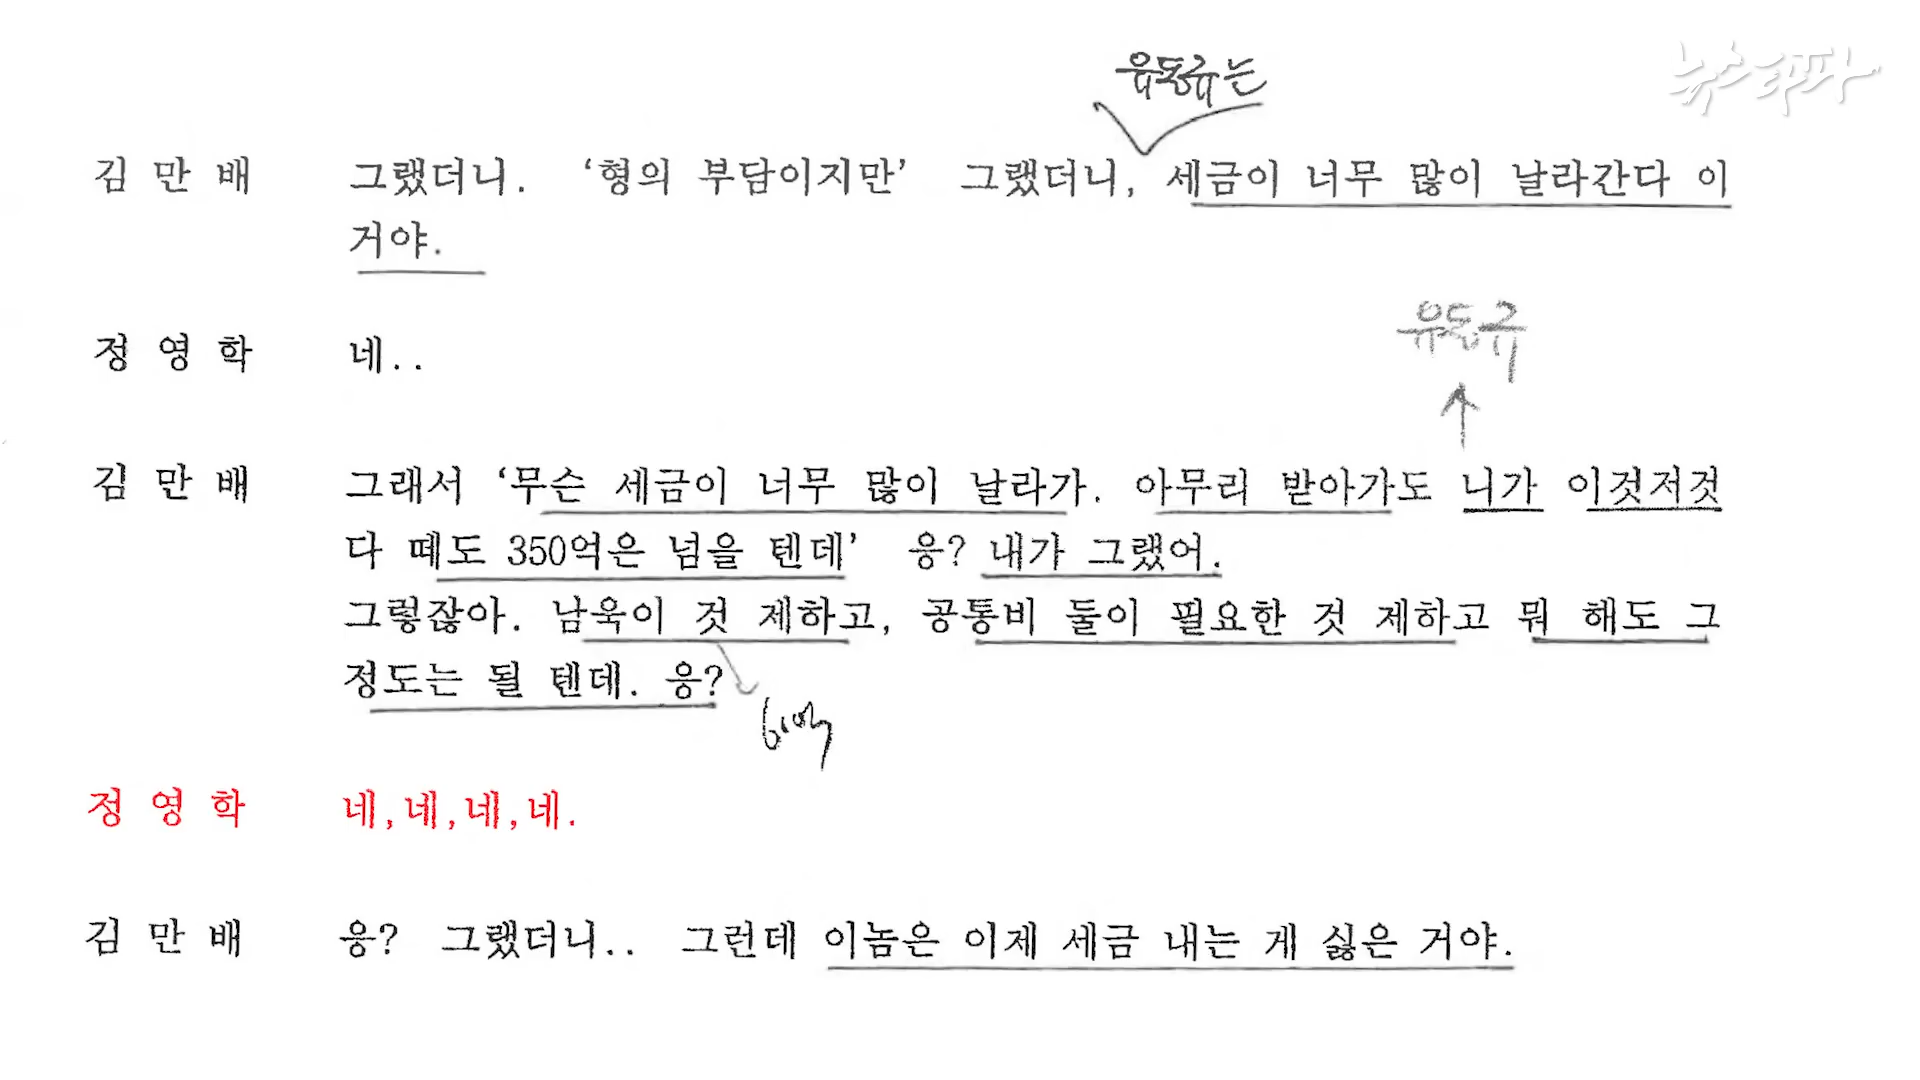 뉴스타파
유동규는
김 만 배 그랬더니. ‘형의 부담이지만’ 그랬더니, 세금이 너무 많이 날라간다 이
거야.
유동규
정 영 학 네..
김 만 배 그래서 ‘무슨 세금이 너무 많이 날라가. 아무리 받아가도 니가 이것저것
다 떼도 350억은 넘을 텐데’ 응? 내가 그랬어.
그렇잖아. 남욱이 것 제하고, 공통비 둘이 필요한 것 제하고 뭐 해도 그
정도는 될 텐데. 응?
정 영 학 네,네,네,네.
김 만 배 응? 그랬더니.. 그런데 이놈은 이제 세금 내는 게 싫은 거야.